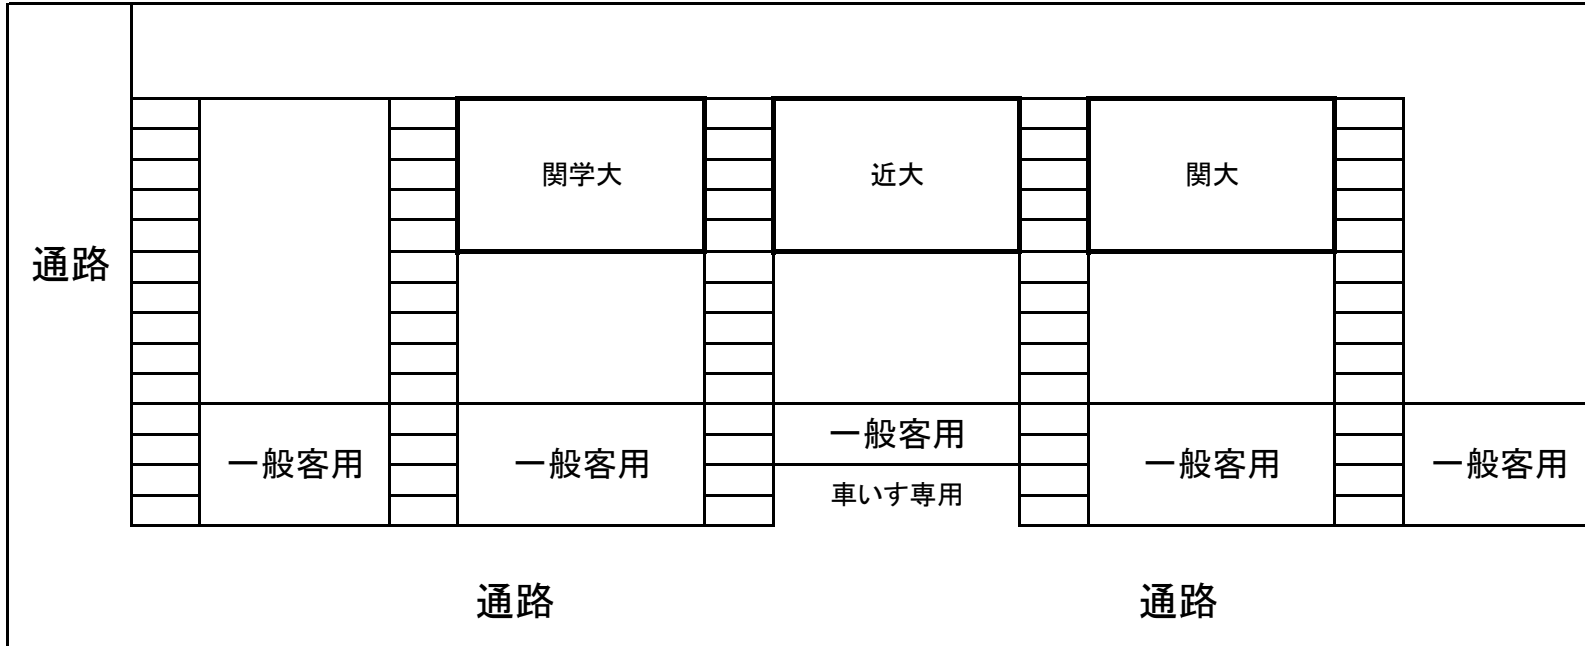 関学大
近大
関大
通路
一般客用
一般客用
一般客用
車いす専用
一般客用
一般客用
通路
通路